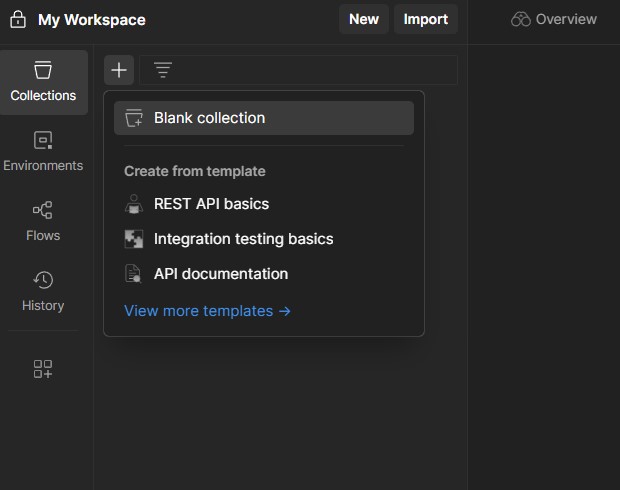 My Workspace
New
Import
Overview
Collections
Blank collection
Environments
Create from template
REST API basics
Flows
Integration testing basics
API documentation
History
View more templates →